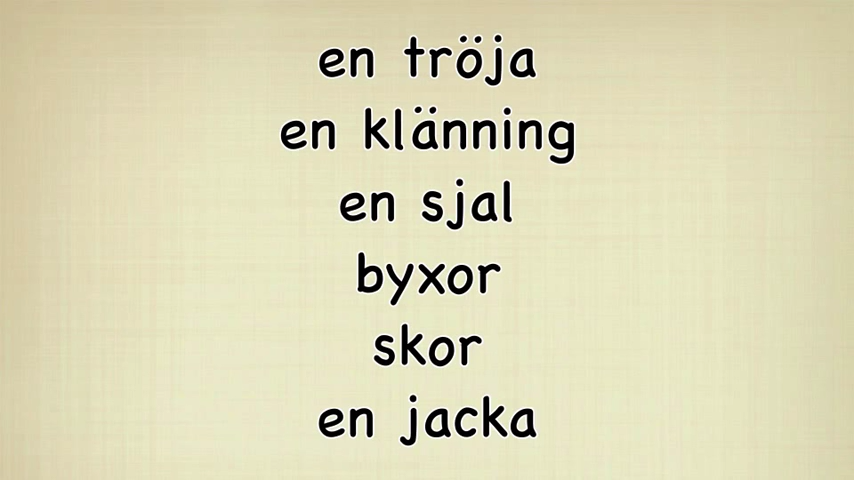 en tröja
en klänning
en sjal
byxor
skor
en jacka